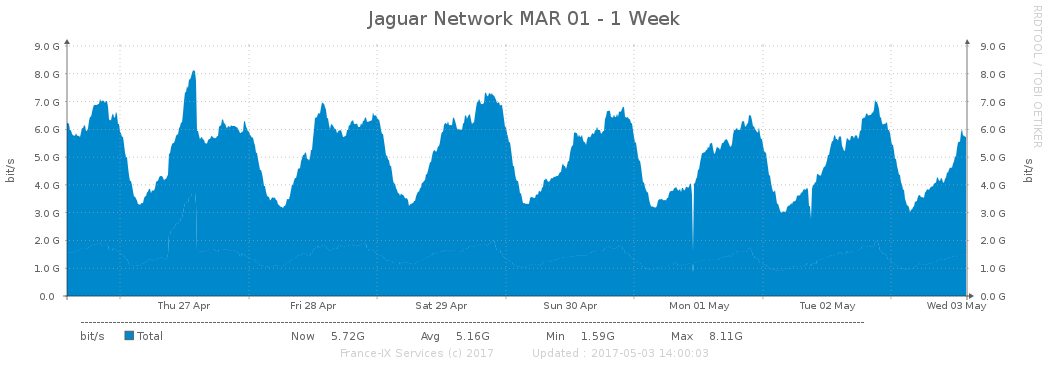 Jaguar Network MAR 01 - 1 Week
RRDTOOL / TOBI OETIKER
9.0 G 9.0 G
8.0 G 8.0 G
7.0 G 7.0 G
6.0 G 6.0 G
5.0 G 5.0 G
bit/s bit/s
4.0 G 4.0 G
3.0 G 3.0 G
2.0 G 2.0 G
1.0 G 1.0 G
0.0 0.0 G
Thu 27 Apr Fri 28 Apr Sat 29 Apr Sun 30 Apr Mon 01 May Tue 02 May Wed 03 May
bit/s Total Now 5.72G Avg 5.16G Min 1.59G Max 8.11G
France-IX Services (c) 2017 Updated : 2017-05-03 14:00:03